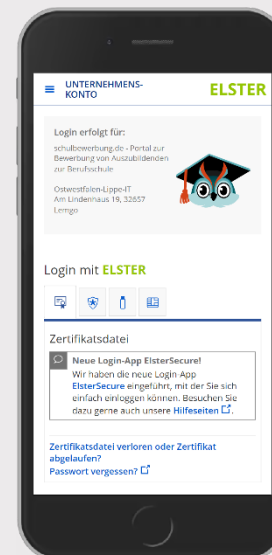 UNTERNEHMENS-
KONTO
ELSTER
Login erfolgt für:
schulbewerbung.de - Portal zur
Bewerbung von Auszubildenden
zur Berufsschule
Ostwestfalen-Lippe-IT
Am Lindenhaus 19, 32657
Lemgo
Login mit ELSTER
Zertifikatsdatei
Neue Login-App ElsterSecure!
Wir haben die neue Login-App
ElsterSecure eingeführt, mit der Sie sich
einfach einloggen können. Besuchen Sie
dazu gerne auch unsere Hilfeseiten.
Zertifikatsdatei verloren oder Zertifikat
abgelaufen?
Passwort vergessen?